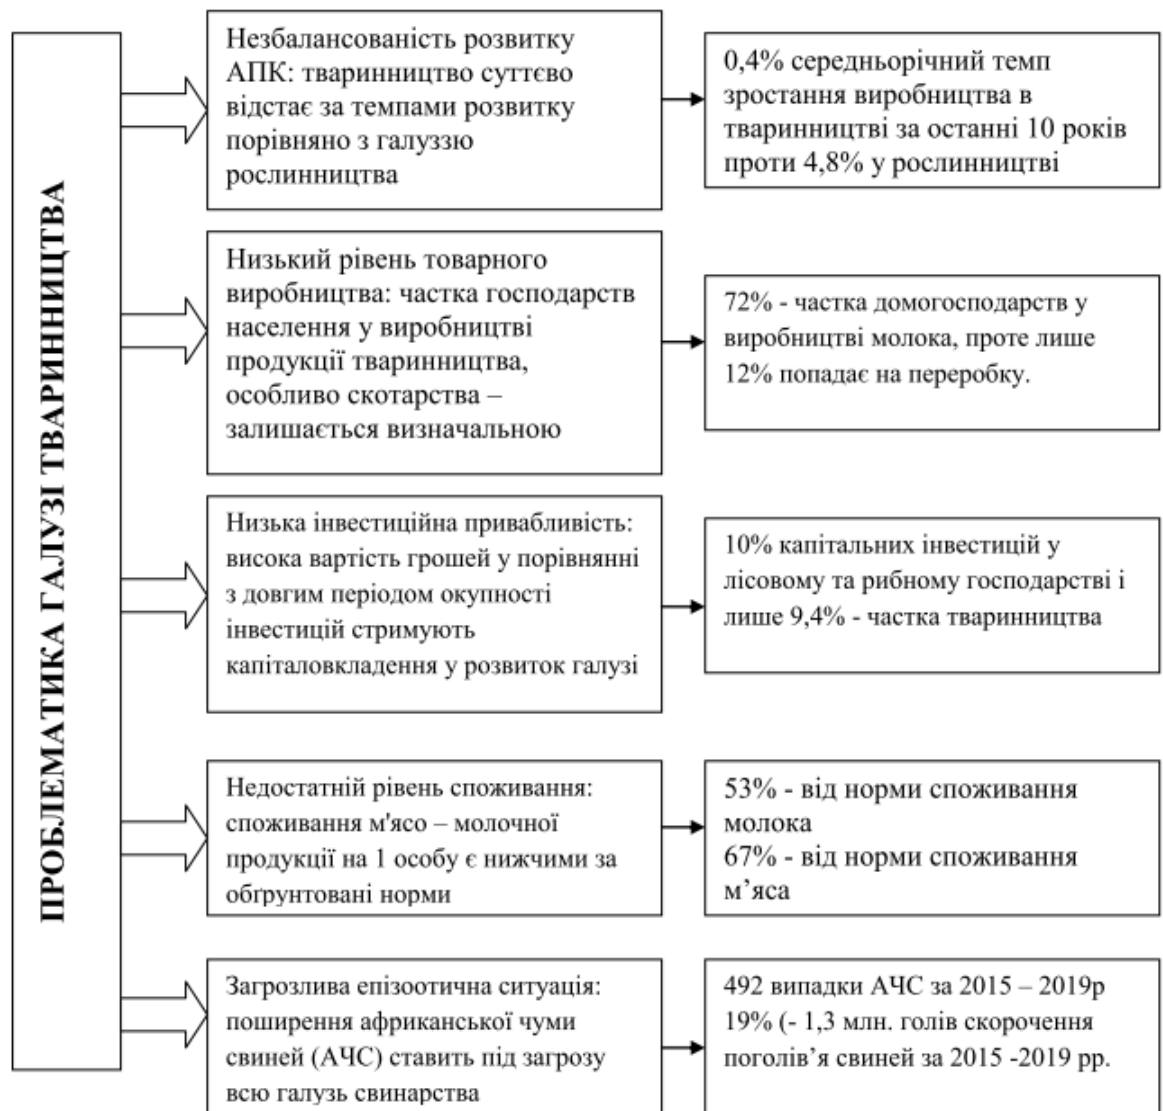 ПРОБЛЕМАТИКА ГАЛУЗІ ТВАРИННИЦТВА
Незбалансованість розвитку
АПК: тваринництво суттєво
відстає за темпами розвитку
порівняно з галуззю
рослинництва
0,4% середньорічний темп
зростання виробництва в
тваринництві за останні 10 років
проти 4,8% у рослинництві
Низький рівень товарного
виробництва: частка господарств
населення у виробництві
продукції тваринництва,
особливо скотарства –
залишається визначальною
72% - частка домогосподарств у
виробництві молока, проте лише
12% попадає на переробку.
Низька інвестиційна привабливість:
висока вартість грошей у порівнянні
з довгим періодом окупності
інвестицій стримують
капіталовкладення у розвиток галузі
10% капітальних інвестицій у
лісовому та рибному господарстві і
лише 9,4% - частка тваринництва
Недостатній рівень споживання:
споживання м'ясо – молочної
продукції на 1 особу є нижчими за
обґрунтовані норми
53% - від норми споживання
молока
67% - від норми споживання
м’яса
Загрозлива епізоотична ситуація:
поширення африканської чуми
свиней (АЧС) ставить під загрозу
всю галузь свинарства
492 випадки АЧС за 2015 – 2019р
19% (- 1,3 млн. голів скорочення
поголів’я свиней за 2015 -2019 рр.